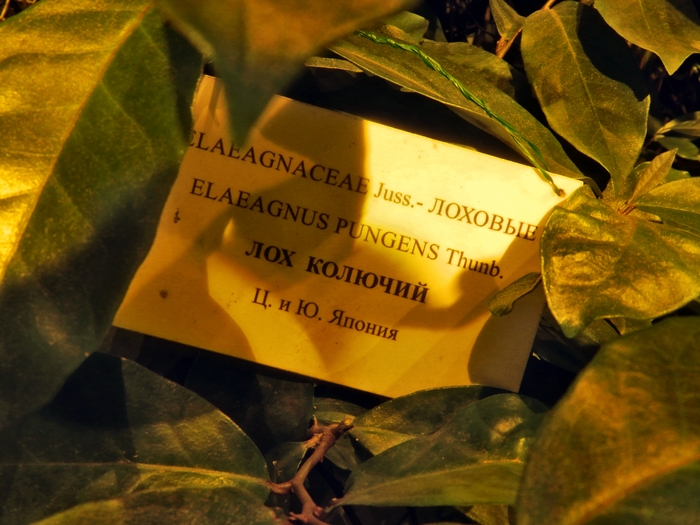 ELAEAGNACEAE Juss.- ЛОХОВЫЕ
ELAEAGNUS PUNGENS Thunb.
ЛОХ КОЛЮЧИЙ
Ц. и Ю. Япония